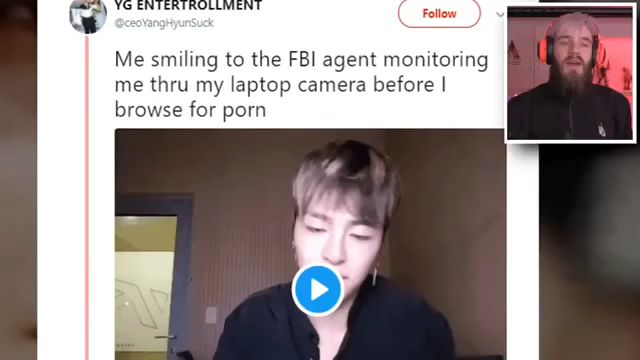 YG ENTERTROLLMENT
@ceoYangHyunSuck
Follow
Me smiling to the FBI agent monitoring
me thru my laptop camera before I
browse for porn